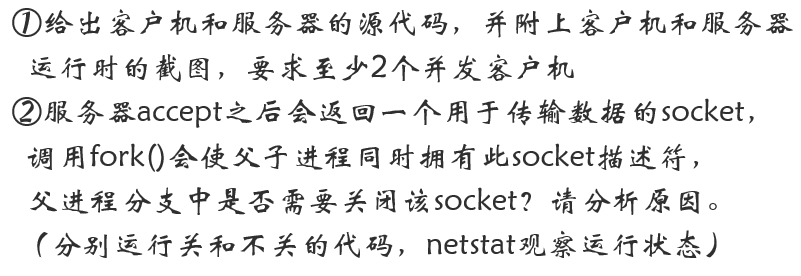 ①给出客户机和服务器的源代码，并附上客户机和服务器
运行时的截图，要求至少2个并发客户机
②服务器accept之后会返回一个用于传输数据的socket，
调用fork()会使父子进程同时拥有此socket描述符，
父进程分支中是否需要关闭该socket？请分析原因。
（分别运行关和不关的代码，netstat观察运行状态）